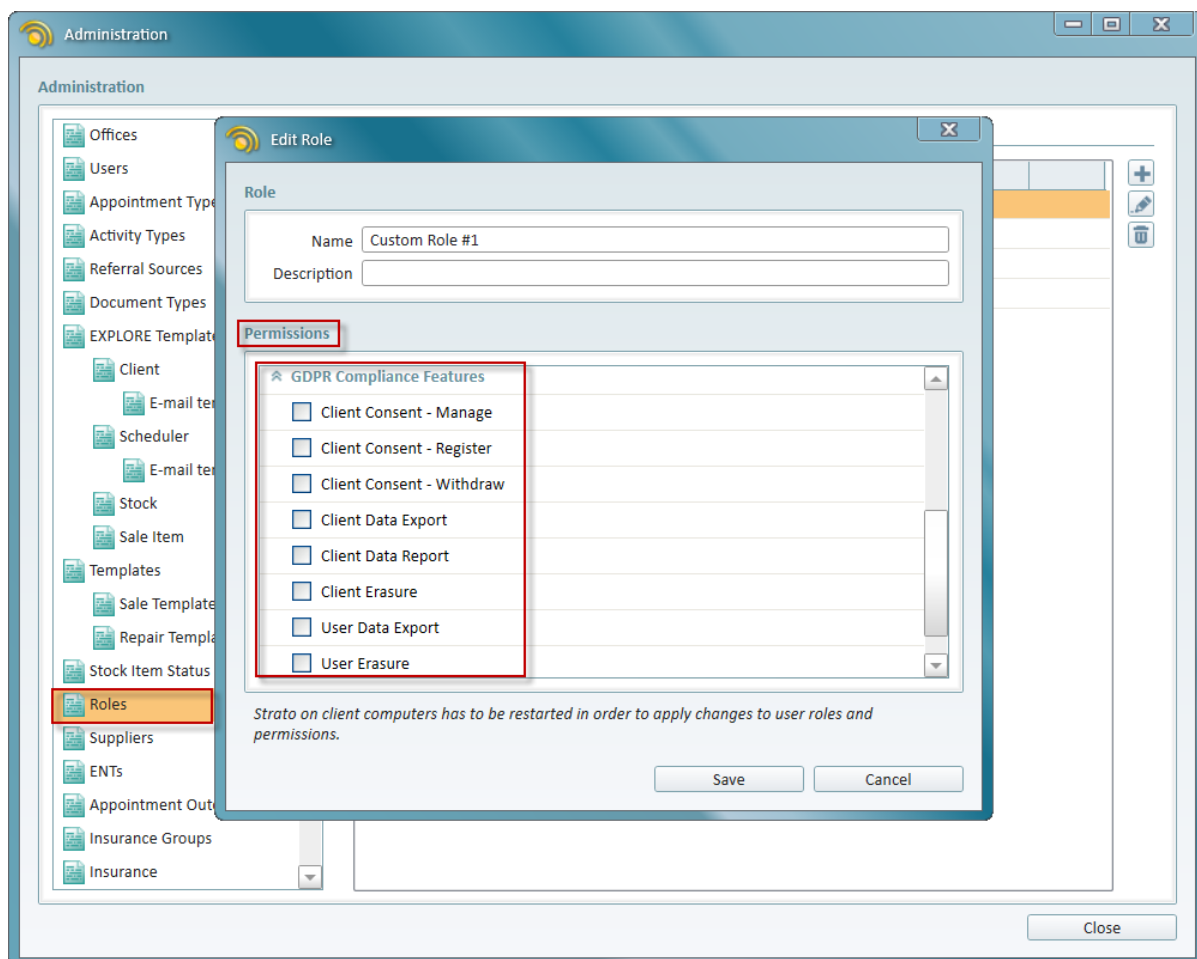 Administration
Administration
Offices
Users
Appointment Type
Activity Types
Referral Sources
Document Types
EXPLORE Template
Client
E-mail ter
Scheduler
E-mail ter
Stock
Sale Item
Templates
Sale Template
Repair Templa
Stock Item Status
Roles
Suppliers
ENTs
Appointment Outc
Insurance Groups
Insurance
Edit Role
Role
Name Custom Role #1
Description
Permissions
GDPR Compliance Features
Client Consent - Manage
Client Consent - Register
Client Consent - Withdraw
Client Data Export
Client Data Report
Client Erasure
User Data Export
User Erasure
Strato on client computers has to be restarted in order to apply changes to user roles and
permissions.
Save Cancel
Close